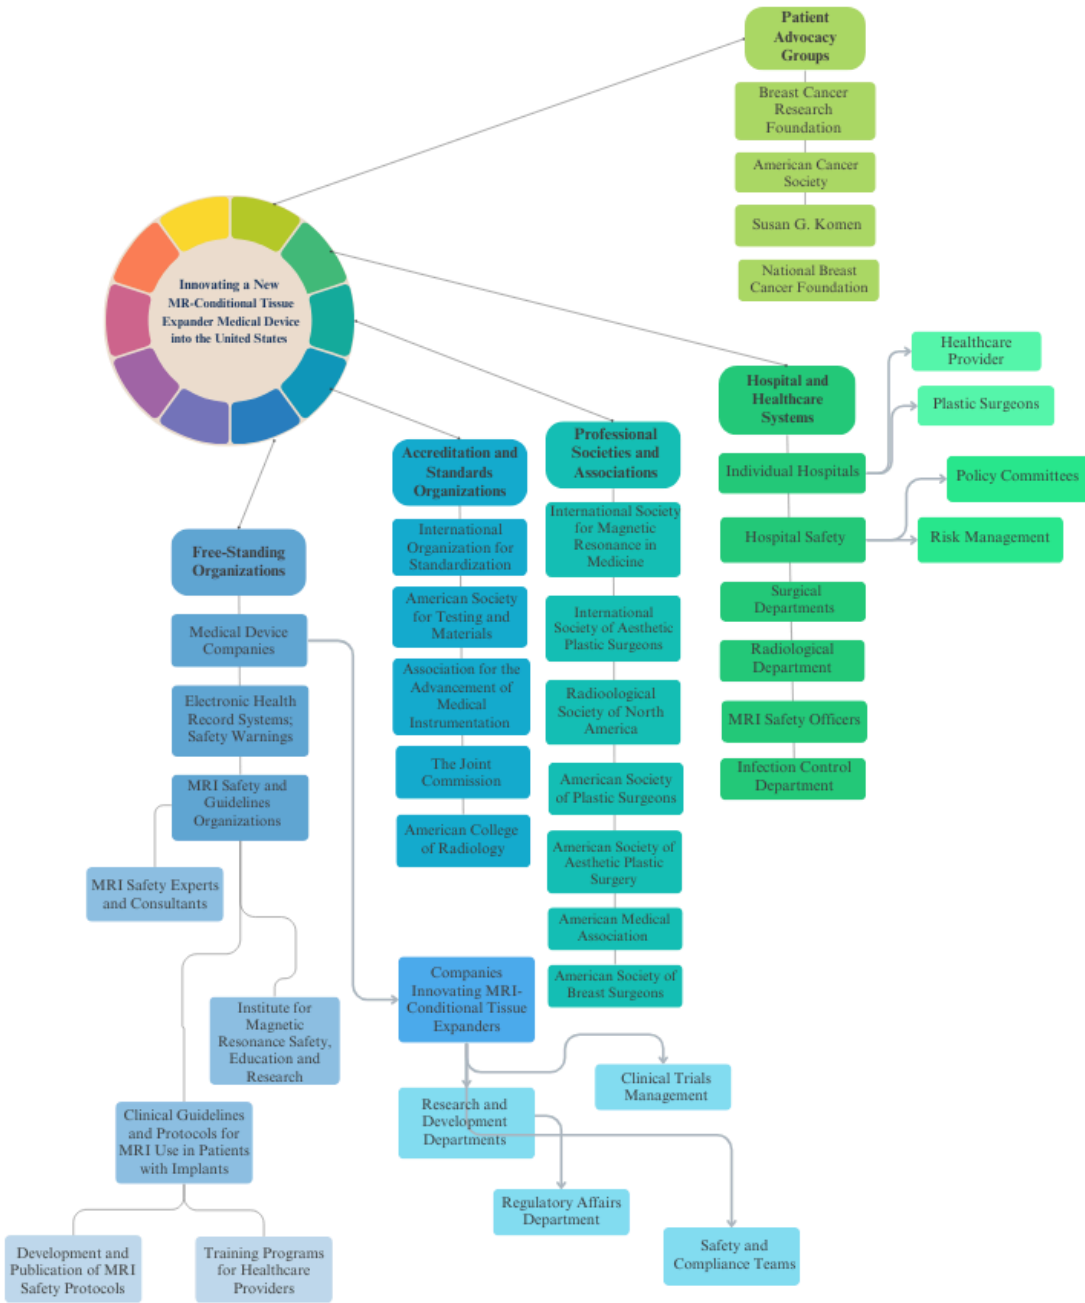 Patient
Advocacy
Groups
Breast Cancer
Research
Foundation
American Cancer
Society
Susan G. Komen
National Breast
Cancer Foundation
Innovating a New
MR-Conditional Tissue
Expander Medical Device
into the United States
Hospital and
Healthcare
Systems
Individual Hospitals
Hospital Safety
Surgical
Departments
Radiological
Department
MRI Safety Officers
Infection Control
Department
Healthcare
Provider
Plastic Surgeons
Policy Committees
Risk Management
Professional
Societies and
Associations
International Society
for Magnetic
Resonance in
Medicine
International
Society of Aesthetic
Plastic Surgeons
Radioological
Society of North
America
American Society
of Plastic Surgeons
American Society of
Aesthetic Plastic
Surgery
American Medical
Association
American Society of
Breast Surgeons
Accreditation and
Standards
Organizations
International
Organization for
Standardization
American Society
for Testing and
Materials
Association for the
Advancement of
Medical
Instrumentation
The Joint
Commission
American College
of Radiology
Free-Standing
Organizations
Medical Device
Companies
Electronic Health
Record Systems;
Safety Warnings
MRI Safety and
Guidelines
Organizations
MRI Safety Experts
and Consultants
Institute for
Magnetic
Resonance Safety,
Education and
Research
Clinical Guidelines
and Protocols for
MRI Use in Patients
with Implants
Development and
Publication of MRI
Safety Protocols
Training Programs
for Healthcare
Providers
Companies
Innovating MRI-
Conditional Tissue
Expanders
Research and
Development
Departments
Clinical Trials
Management
Regulatory Affairs
Department
Safety and
Compliance Teams